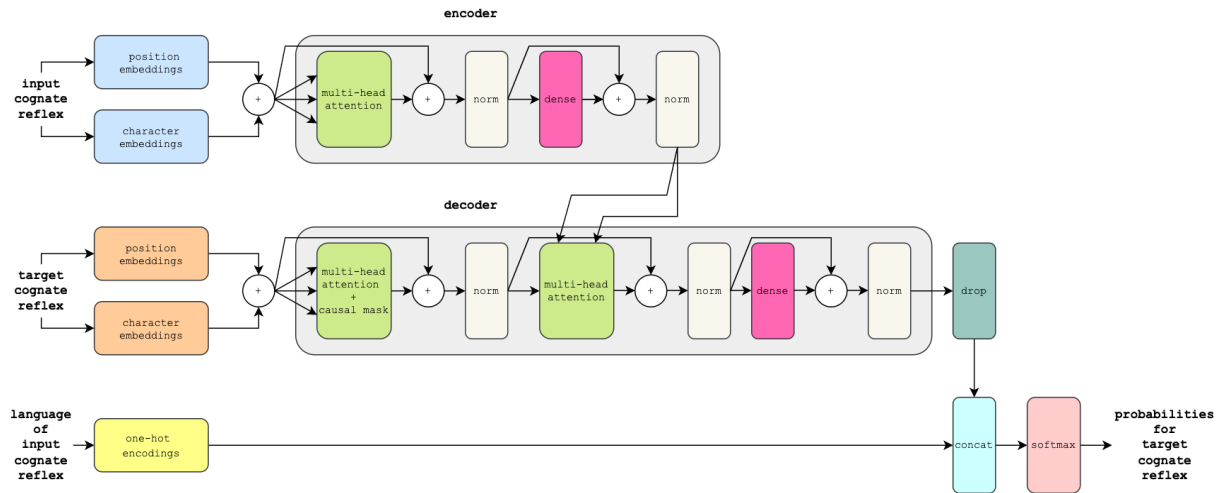 encoder
input
cognate
reflex
position
embeddings
character
embeddings
+
multi-head
attention
+
norm
dense
+
norm
decoder
target
cognate
reflex
position
embeddings
character
embeddings
+
multi-head
attention
+
causal mask
+
norm
multi-head
attention
+
norm
dense
+
norm
drop
language
of
input
cognate
reflex
one-hot
encodings
concat
softmax
probabilities
for
target
cognate
reflex